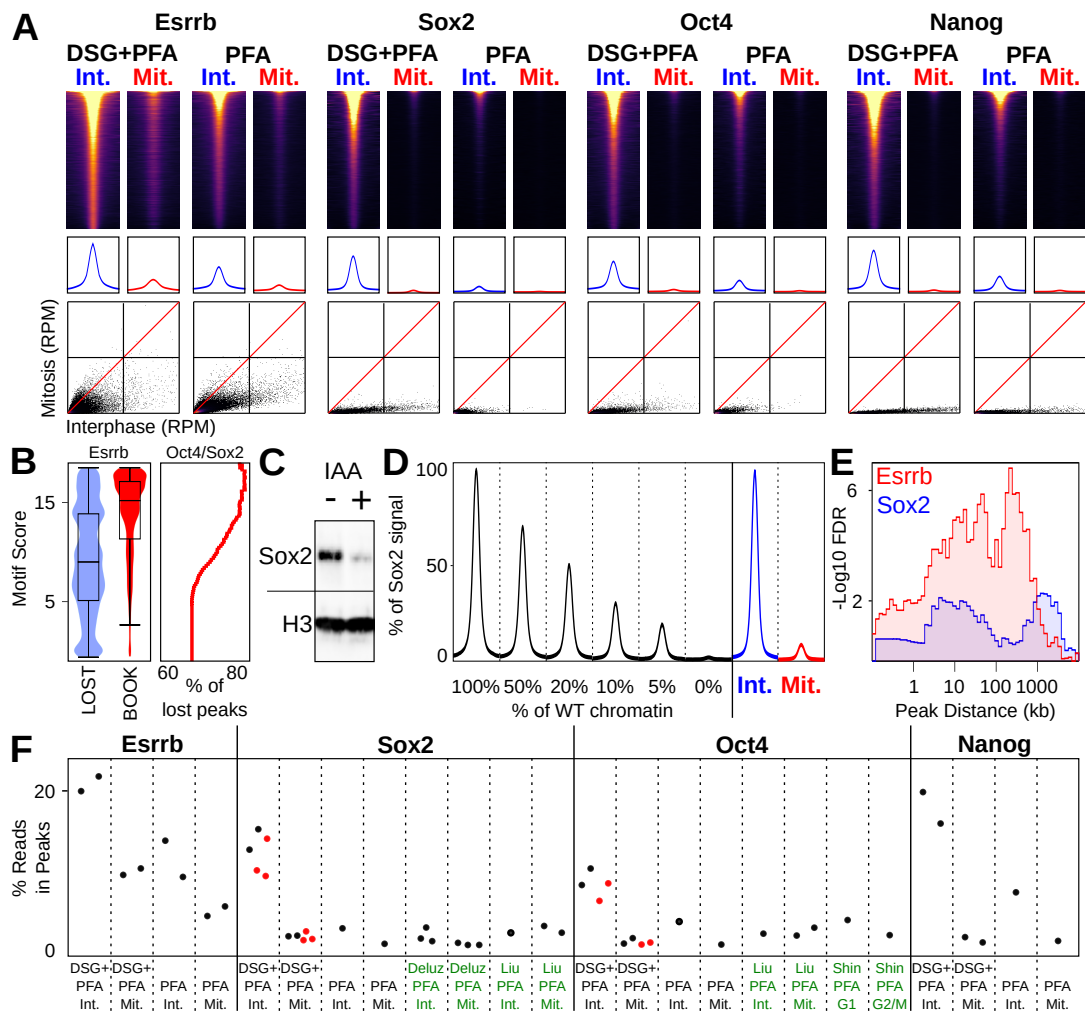 A
Esrrb Sox2 Oct4 Nanog
DSG+PFA PFA DSG+PFA PFA DSG+PFA PFA DSG+PFA PFA
Int. Mit. Int. Mit. Int. Mit. Int. Mit. Int. Mit. Int. Mit. Int. Mit. Int. Mit.
Mitosis (RPM)
Interphase (RPM)
B
Esrrb Oct4/Sox2
Motif Score
15
5
LOST BOOK
60 80
% of
lost peaks
C
IAA
- +
Sox2
H3
D
% of Sox2 signal
100
50
0
100% 50% 20% 10% 5% 0% Int. Mit.
% of WT chromatin
E
Esrrb
Sox2
-Log10 FDR
6
2
1 10 100 1000
Peak Distance (kb)
F
Esrrb Sox2 Oct4 Nanog
% Reads
in Peaks
20
0
DSG+ DSG+ DSG+ DSG+ Deluz Deluz Liu Liu DSG+ DSG+ Liu Liu Shin Shin DSG+ DSG+
PFA PFA PFA PFA PFA PFA PFA PFA PFA PFA PFA PFA PFA PFA PFA PFA PFA PFA PFA PFA PFA PFA PFA PFA
Int. Mit. Int. Mit. Int. Mit. Int. Mit. Int. Mit. Int. Mit. Int. Mit. Int. Mit. Int. Mit. G1 G2/M Int. Mit. Int. Mit.